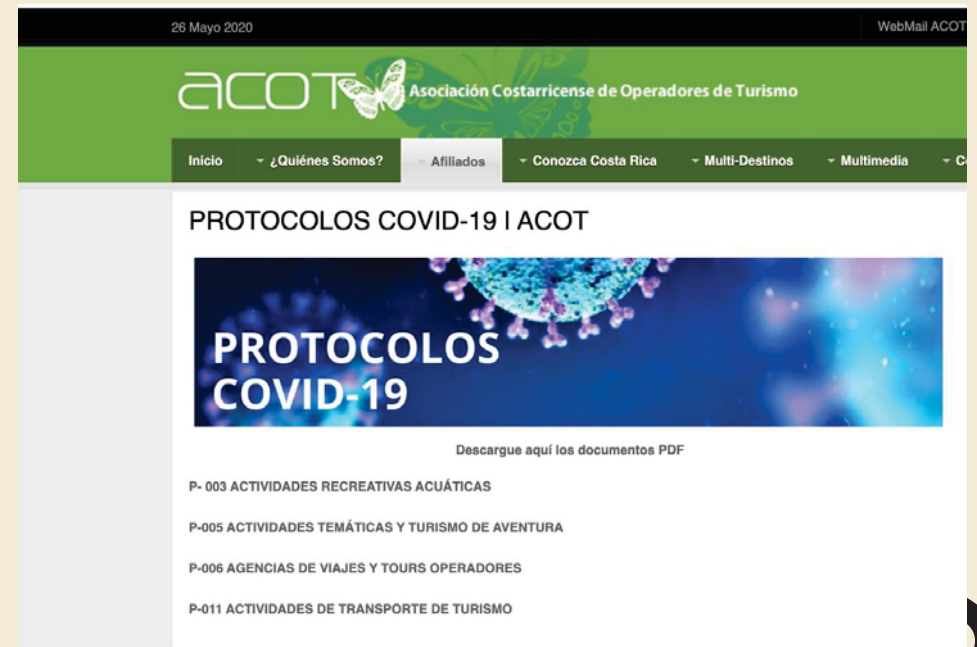 26 Mayo 2020
WebMail ACOT
acot Asociación Costarricense de Operadores de Turismo
Inicio ¿Quiénes Somos? Afiliados Conozca Costa Rica Multi-Destinos Multimedia
PROTOCOLOS COVID-19 | ACOT
PROTOCOLOS
COVID-19
Descargue aquí los documentos PDF
P- 003 ACTIVIDADES RECREATIVAS ACUÁTICAS
P-005 ACTIVIDADES TEMÁTICAS Y TURISMO DE AVENTURA
P-006 AGENCIAS DE VIAJES Y TOURS OPERADORES
P-011 ACTIVIDADES DE TRANSPORTE DE TURISMO